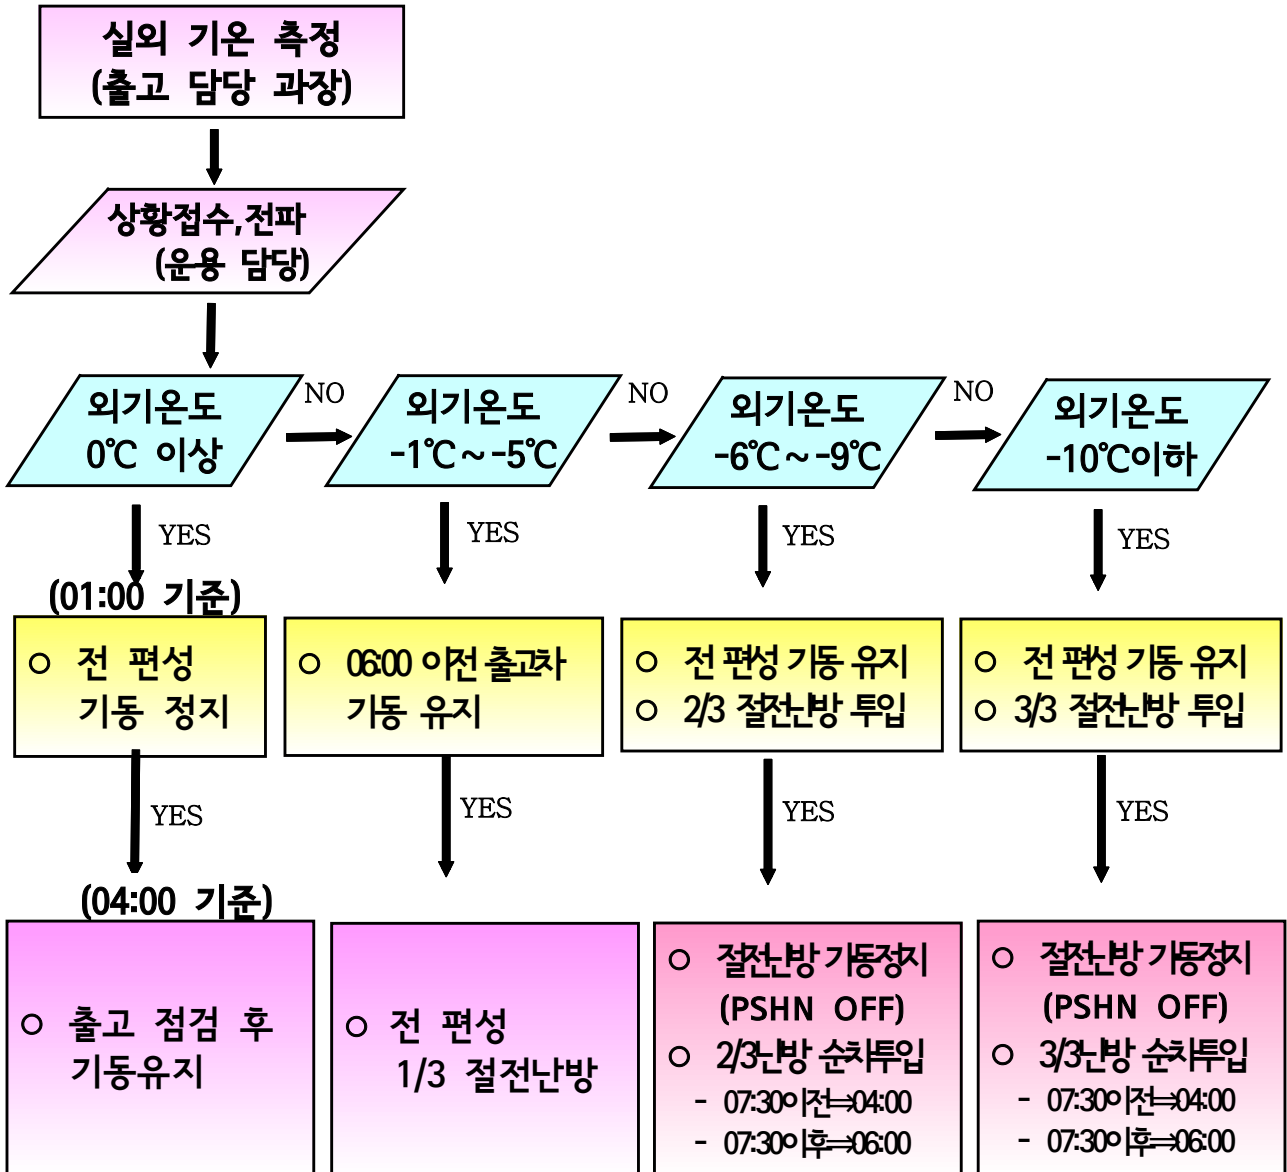 실외 기온 측정
(출고 담당 과장)
상황접수,전파
(운용 담당)
외기온도
0℃ 이상
NO
외기온도
-1℃～-5℃
NO
외기온도
-6℃～-9℃
NO
외기온도
-10℃이하
YES
YES
YES
YES
(01:00 기준)
○ 전 편성
기동 정지
○ 06:00 이전 출고차
기동 유지
○ 전 편성 기동 유지
○ 2/3 절전난방 투입
○ 전 편성 기동 유지
○ 3/3 절전난방 투입
YES
YES
YES
YES
(04:00 기준)
○ 출고 점검 후
기동유지
○ 전 편성
1/3 절전난방
○ 절전난방 기동정지
(PSHN OFF)
○ 2/3난방 순차투입
- 07:30이전⇒04:00
- 07:30이후⇒06:00
○ 절전난방 기동정지
(PSHN OFF)
○ 3/3난방 순차투입
- 07:30이전⇒04:00
- 07:30이후⇒06:00